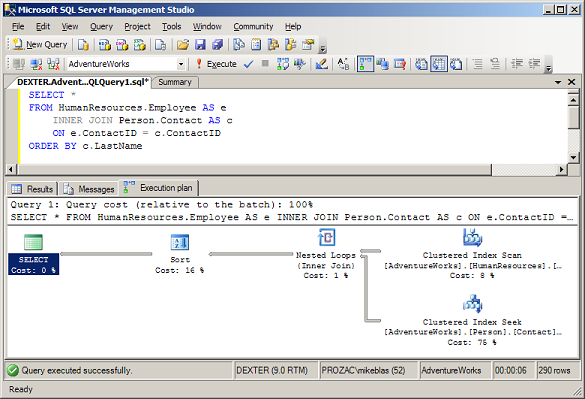 Microsoft SQL Server Management Studio
File Edit View Query Project Tools Window Community Help
New Query
AdventureWorks Execute
DEXTER.Advent...QLQuery1.sql* Summary
SELECT *
FROM HumanResources.Employee AS e
INNER JOIN Person.Contact AS c
ON e.ContactID = c.ContactID
ORDER BY c.LastName
Results Messages Execution plan
Query 1: Query cost (relative to the batch): 100%
SELECT * FROM HumanResources.Employee AS e INNER JOIN Person.Contact AS c ON e.ContactID =...
SELECT
Cost: 0 %
Sort
Cost: 16 %
Nested Loops
(Inner Join)
Cost: 1 %
Clustered Index Scan
[AdventureWorks].[HumanResources].[...
Cost: 8 %
Clustered Index Seek
[AdventureWorks].[Person].[Contact]...
Cost: 75 %
Query executed successfully. DEXTER (9.0 RTM) PROZAC\mikeblas (52) AdventureWorks 00:00:06 290 rows
Ready